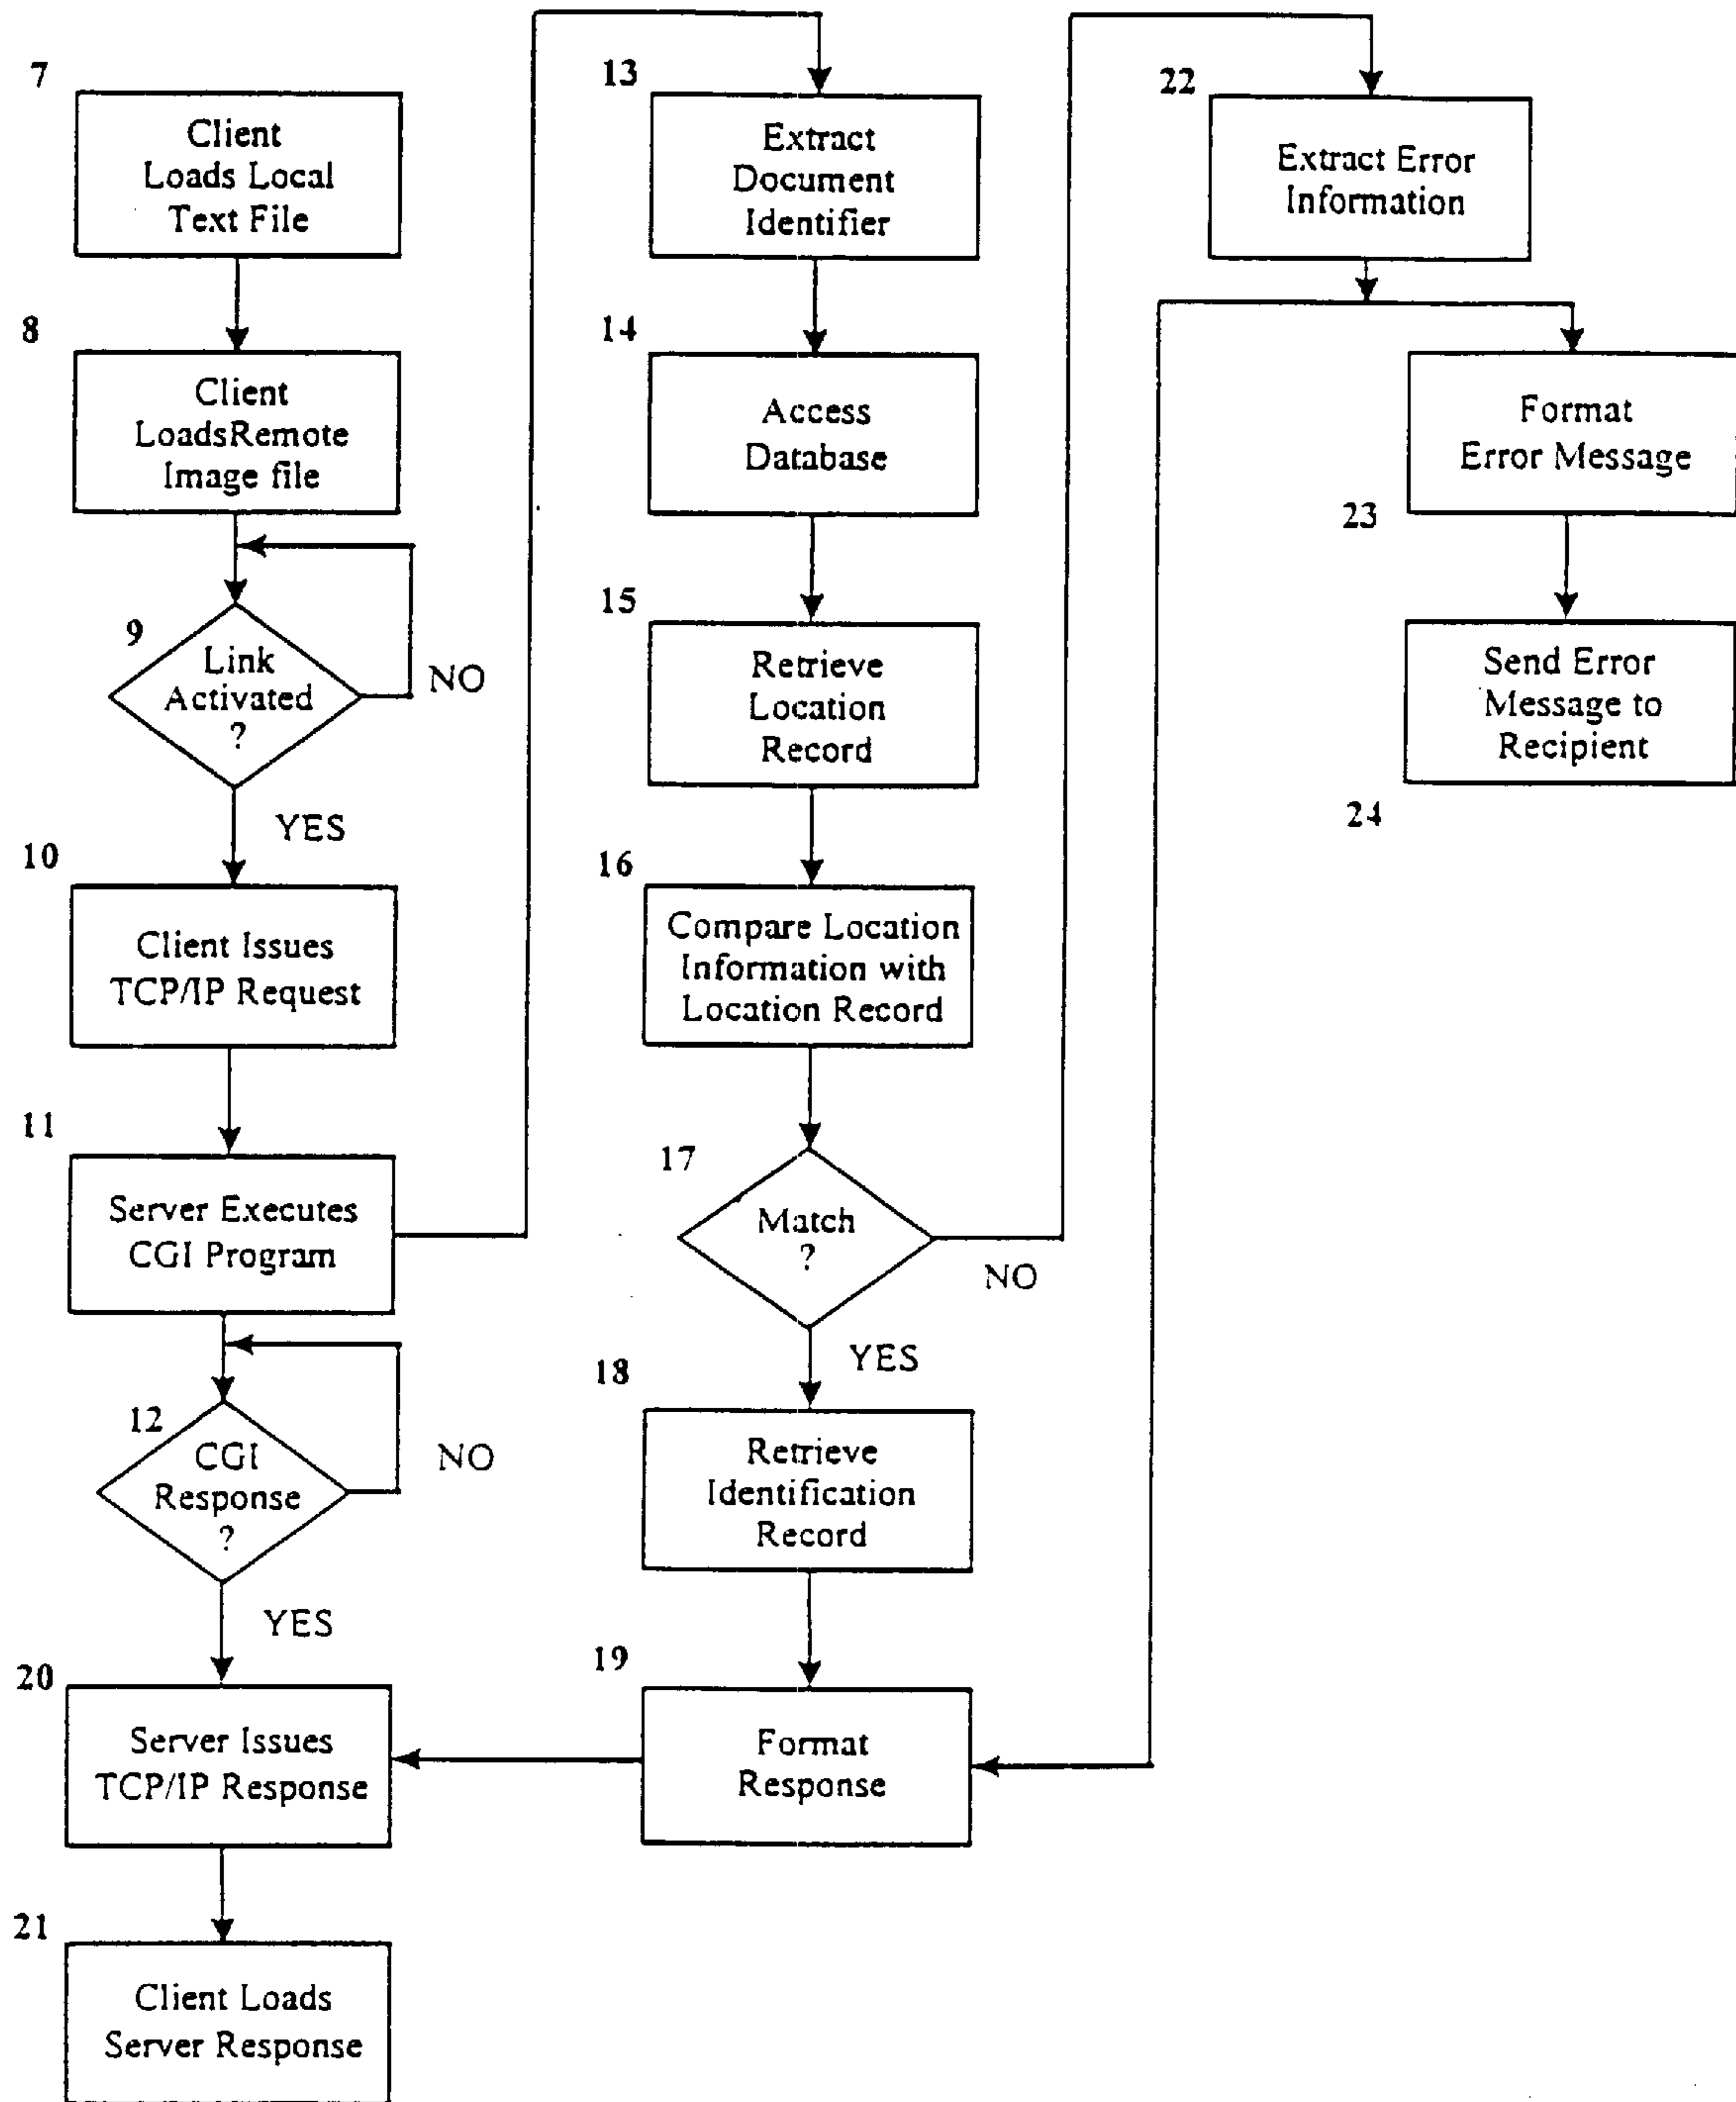 7
Client
Loads Local
Text File
8
Client
LoadsRemote
Image file
9
Link
Activated
?
NO
YES
10
Client Issues
TCP/IP Request
11
Server Executes
CGI Program
12
CGI
Response
?
NO
YES
20
Server Issues
TCP/IP Response
21
Client Loads
Server Response
13
Extract
Document
Identifier
14
Access
Database
15
Retrieve
Location
Record
16
Compare Location
Information with
Location Record
17
Match
?
NO
YES
18
Retrieve
Identification
Record
19
Format
Response
22
Extract Error
Information
Format
Error Message
23
Send Error
Message to
Recipient
24